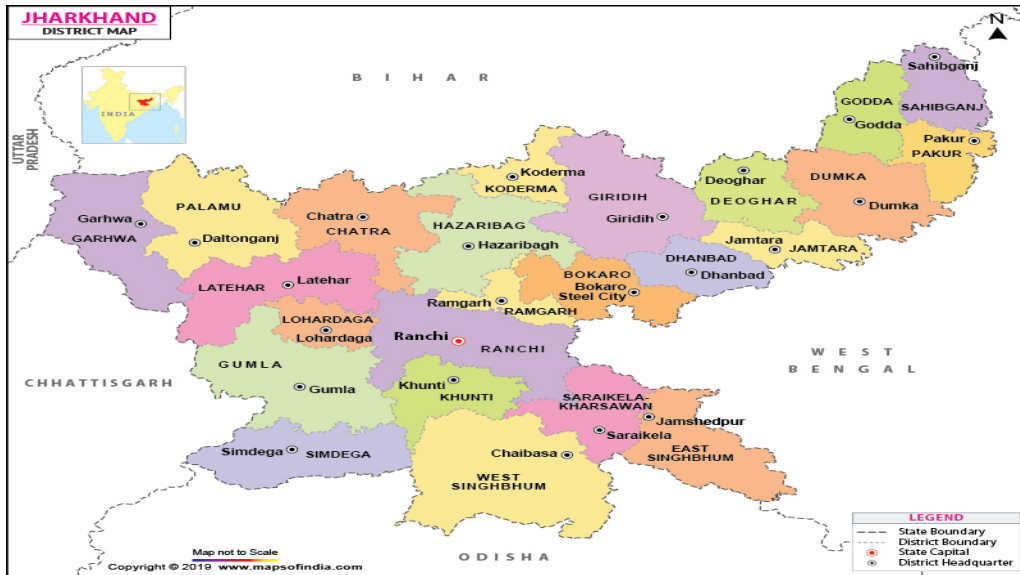 JHARKHAND
DISTRICT MAP
N
BIHAR
INDIA
UTTAR
PRADESH
Sahibganj
GODDA
SAHIBGANJ
Godda
Pakur
PAKUR
Koderma
KODERMA
GIRIDIH
Giridih
Deoghar
DEOGHAR
DUMKA
Dumka
PALAMU
Garhwa
GARHWA
Daltonganj
Chatra
CHATRA
HAZARIBAG
Hazaribagh
Jamtara
JAMTARA
DHANBAD
Dhanbad
LATEHAR
Latehar
BOKARO
Bokaro
Steel City
Ramgarh
RAMGARH
LOHARDAGA
Lohardaga
Ranchi
RANCHI
WEST
BENGAL
CHHATTISGARH
GUMLA
Gumla
Khunti
KHUNTI
SARAIKELA-
KHARSAWAN
Saraikela
Jamshedpur
EAST
SINGHBHUM
Simdega
SIMDEGA
Chaibasa
WEST
SINGHBHUM
ODISHA
LEGEND
State Boundary
District Boundary
State Capital
District Headquarter
Map not to Scale
Copyright © 2019 www.mapsofindia.com